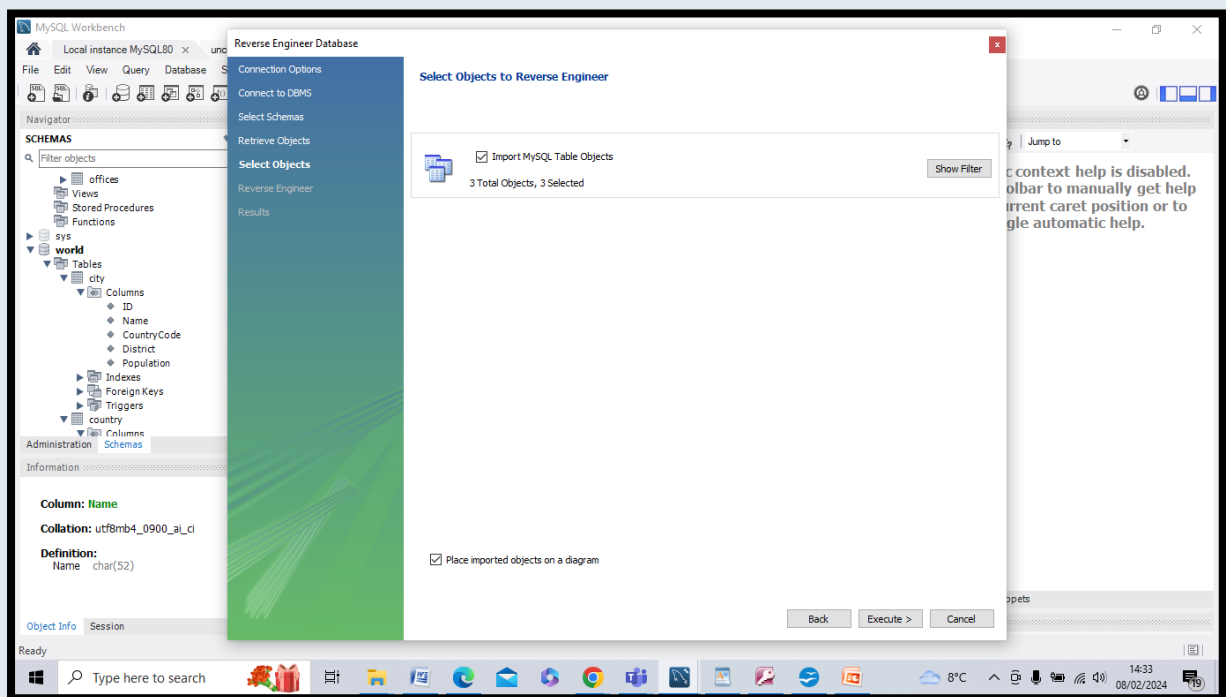 MySQL Workbench
Local instance MySQL80 ×
File Edit View Query Database
Navigator
SCHEMAS
Filter objects
offices
Views
Stored Procedures
Functions
sys
world
Tables
city
Columns
ID
Name
CountryCode
District
Population
Indexes
Foreign Keys
Triggers
country
Columns
Administration Schemas
Information
Column: Name
Collation: utf8mb4_0900_ai_ci
Definition:
Name char(52)
Object Info Session
Ready
Reverse Engineer Database
x
Connection Options
Connect to DBMS
Select Schemas
Retrieve Objects
Select Objects
Reverse Engineer
Results
Select Objects to Reverse Engineer
Import MySQL Table Objects
3 Total Objects, 3 Selected
Show Filter
Place imported objects on a diagram
Back Execute > Cancel
Jump to
context help is disabled.
to manually get help
caret position or to
automatic help.
Type here to search
8°C
14:33
08/02/2024
19